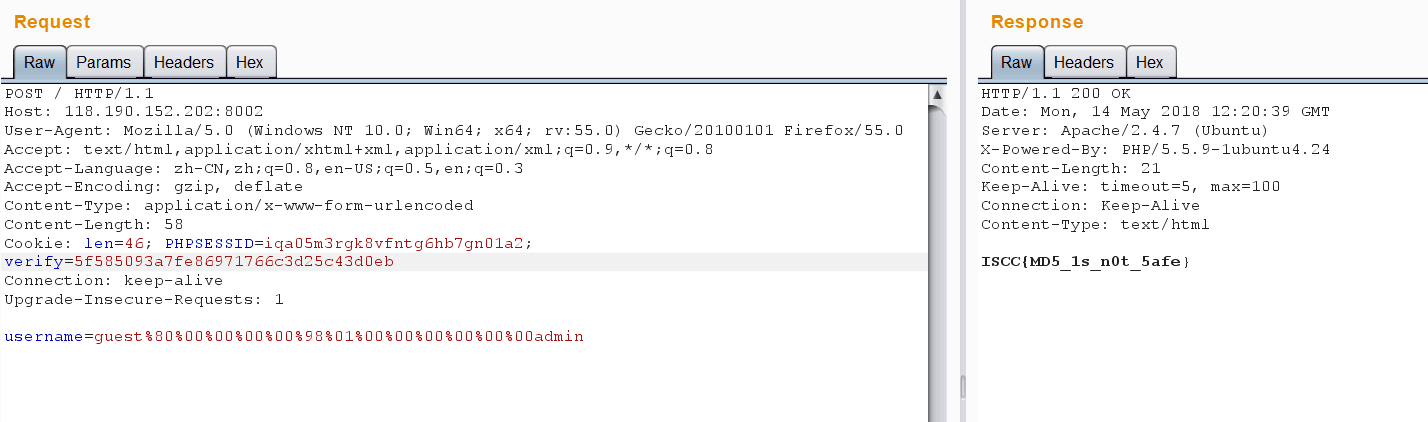 Request
Raw Params Headers Hex
POST / HTTP/1.1
Host: 118.190.152.202:8002
User-Agent: Mozilla/5.0 (Windows NT 10.0; Win64; x64; rv:55.0) Gecko/20100101 Firefox/55.0
Accept: text/html,application/xhtml+xml,application/xml;q=0.9,*/*;q=0.8
Accept-Language: zh-CN,zh;q=0.8,en-US;q=0.5,en;q=0.3
Accept-Encoding: gzip, deflate
Content-Type: application/x-www-form-urlencoded
Content-Length: 58
Cookie: len=46; PHPSESSID=iqa05m3rgk8vfntg6hb7gn01a2;
verify=5f585093a7fe86971766c3d25c43d0eb
Connection: keep-alive
Upgrade-Insecure-Requests: 1
username=guest%80%00%00%00%00%98%01%00%00%00%00%00%00admin
Response
Raw Headers Hex
HTTP/1.1 200 OK
Date: Mon, 14 May 2018 12:20:39 GMT
Server: Apache/2.4.7 (Ubuntu)
X-Powered-By: PHP/5.5.9-1ubuntu4.24
Content-Length: 21
Keep-Alive: timeout=5, max=100
Connection: Keep-Alive
Content-Type: text/html
ISCC{MD5_1s_n0t_5afe}